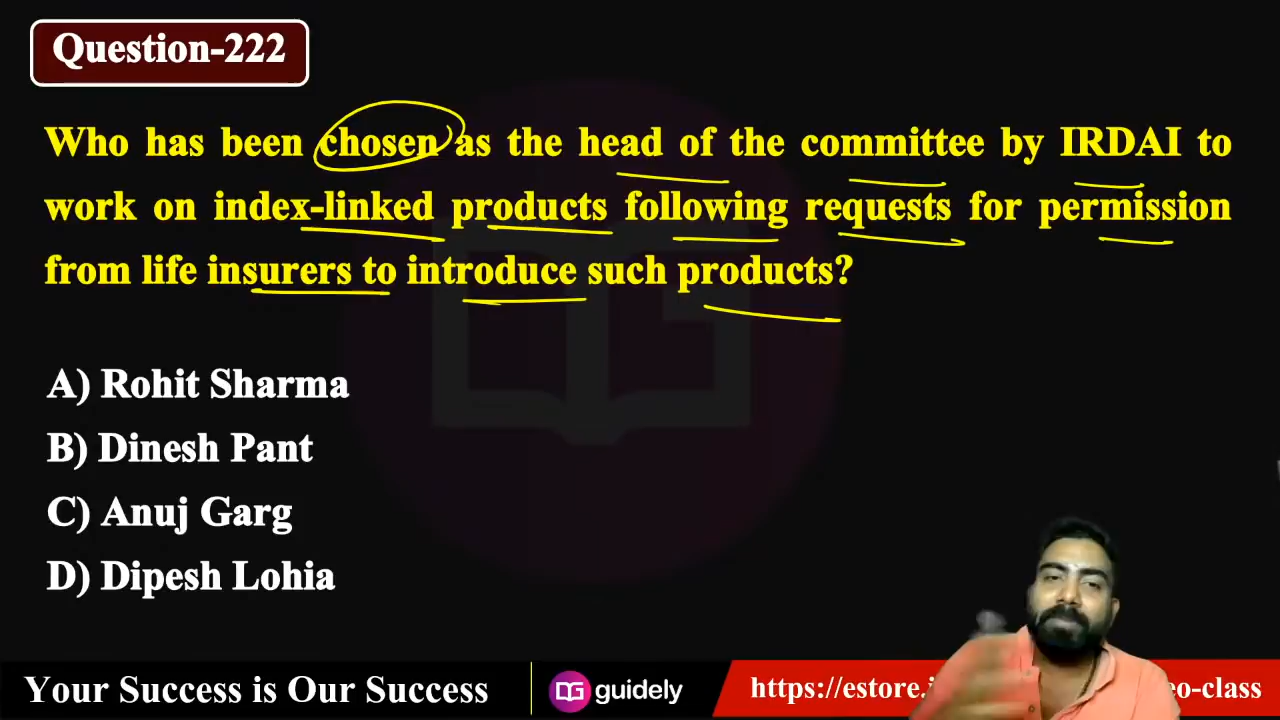 Question-222
Who has been chosen as the head of the committee by IRDAI to
work on index-linked products following requests for permission
from life insurers to introduce such products?
A) Rohit Sharma
B) Dinesh Pant
C) Anuj Garg
D) Dipesh Lohia
Your Success is Our Success
guidely
https://estore.i eo-class